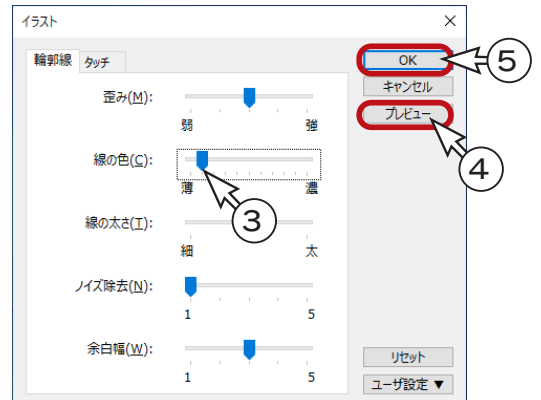 イラスト
輪郭線 タッチ
OK
⑤
キャンセル
プレビュー
④
歪み(M):
弱 強
線の色(C):
薄 濃
③
線の太さ(T):
細 太
ノイズ除去(N):
1 5
余白幅(W):
1 5
リセット
ユーザ設定 ▼